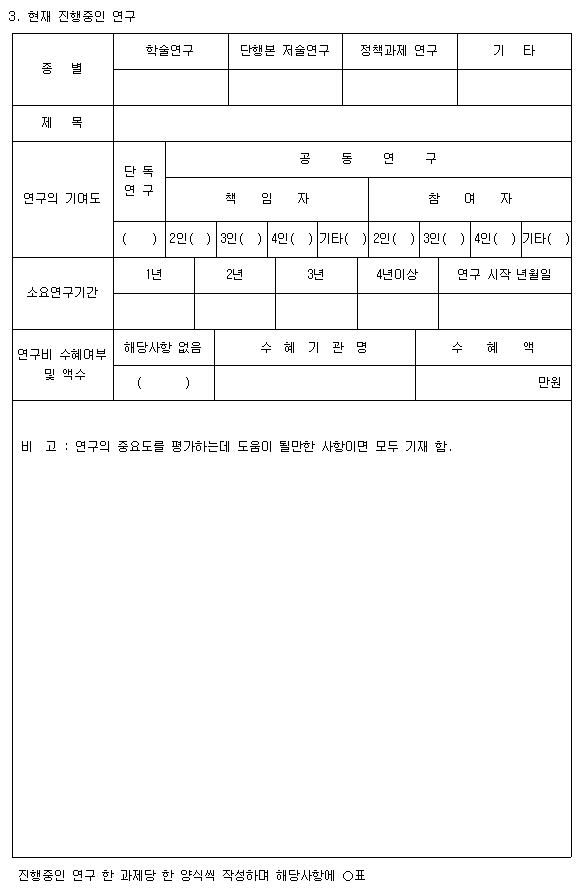 3. 현재 진행중인 연구
종 별
학술연구 단행본 저술연구 정책과제 연구 기 타
제 목
연구의 기여도
단 독
연 구
공 동 연 구
책 임 자 참 여 자
( ) 2인( ) 3인( ) 4인( ) 기타( ) 2인( ) 3인( ) 4인( ) 기타( )
소요연구기간
1년 2년 3년 4년이상 연구 시작 년월일
연구비 수혜여부
및 액수
해당사항 없음 수 혜 기 관 명 수 혜 액
( ) 만원
비 고 : 연구의 중요도를 평가하는데 도움이 될만한 사항이면 모두 기재 함.
진행중인 연구 한 과제당 한 양식씩 작성하며 해당사항에 ○표